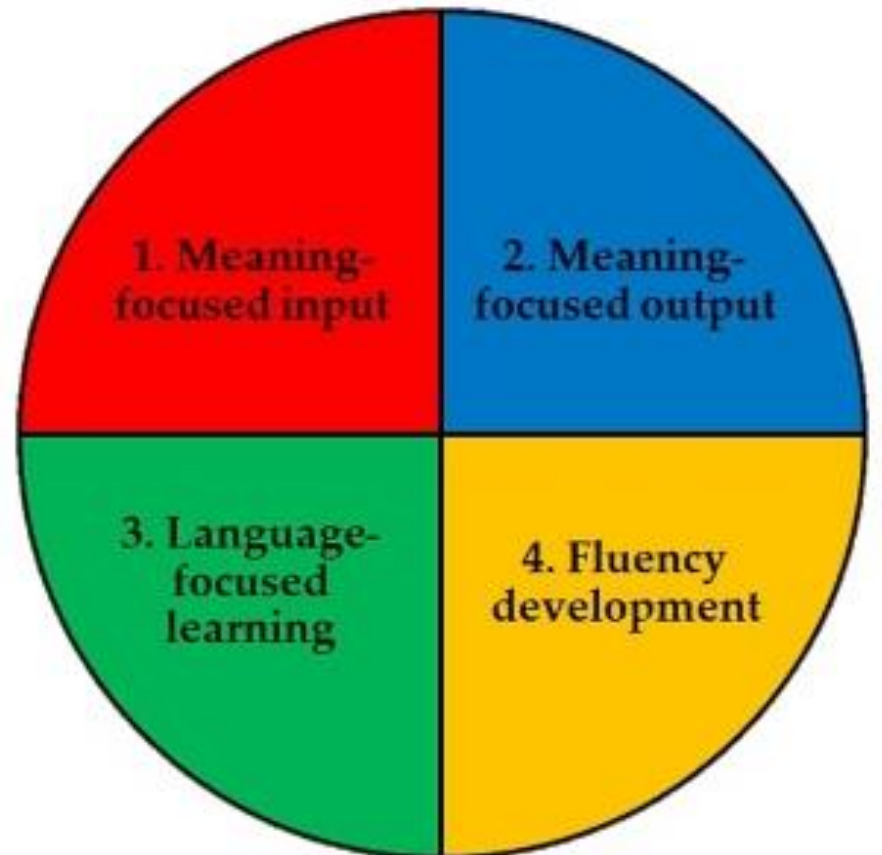 1. Meaning-
focused input
2. Meaning-
focused output
3. Language-
focused
learning
4. Fluency
development